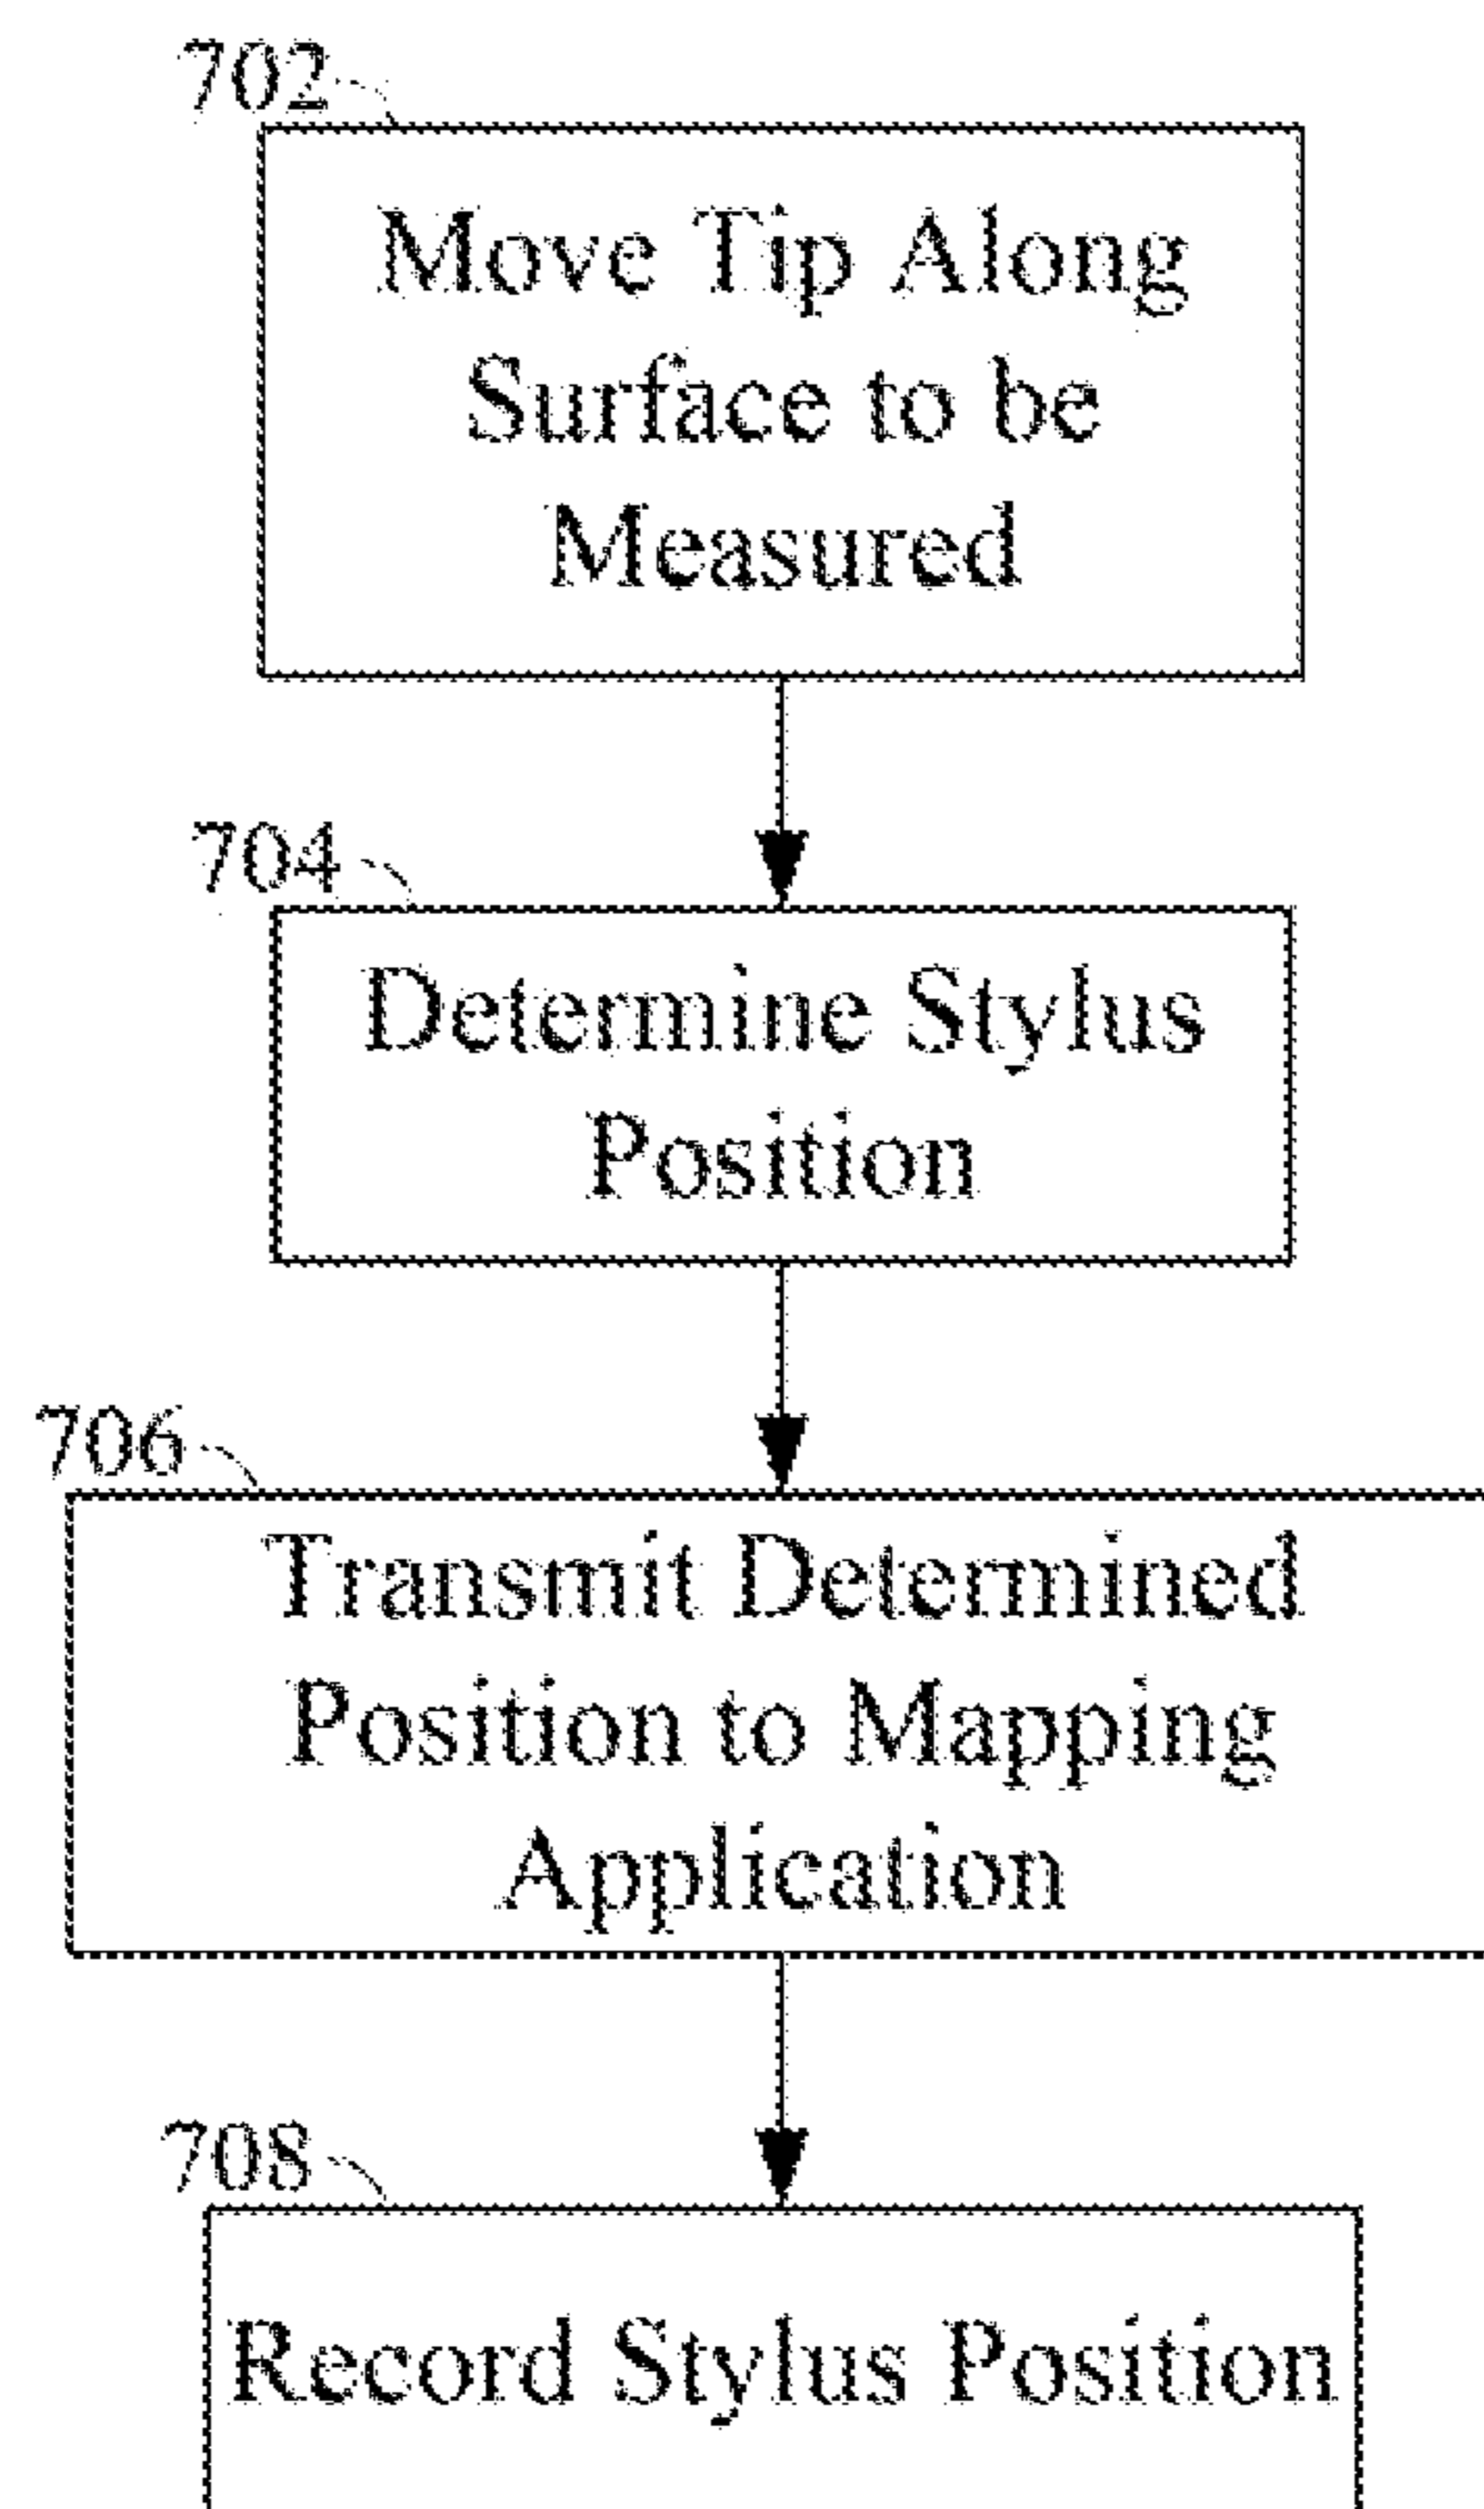 702
Move Tip Along
Surface to be
Measured
704
Determine Stylus
Position
706
Transmit Determined
Position to Mapping
Application
708
Record Stylus Position